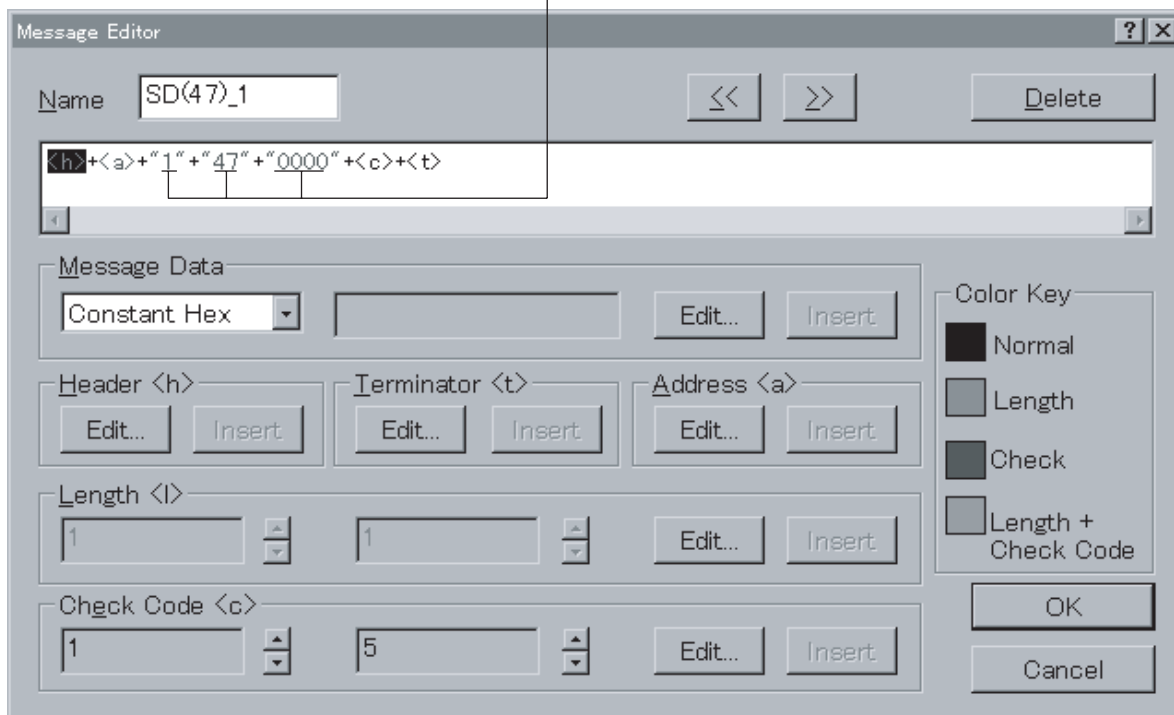 Message Editor
Name SD(47)_1 << >> Delete
<h>+<a>+"1"+"47"+"0000"+<c>+<t>
Message Data
Constant Hex Edit... Insert
Color Key
Normal
Length
Check
Length +
Check Code
Header <h> Terminator <t> Address <a>
Edit... Insert Edit... Insert Edit... Insert
Length <l>
1 1 Edit... Insert
Check Code <c>
1 5 Edit... Insert
OK
Cancel